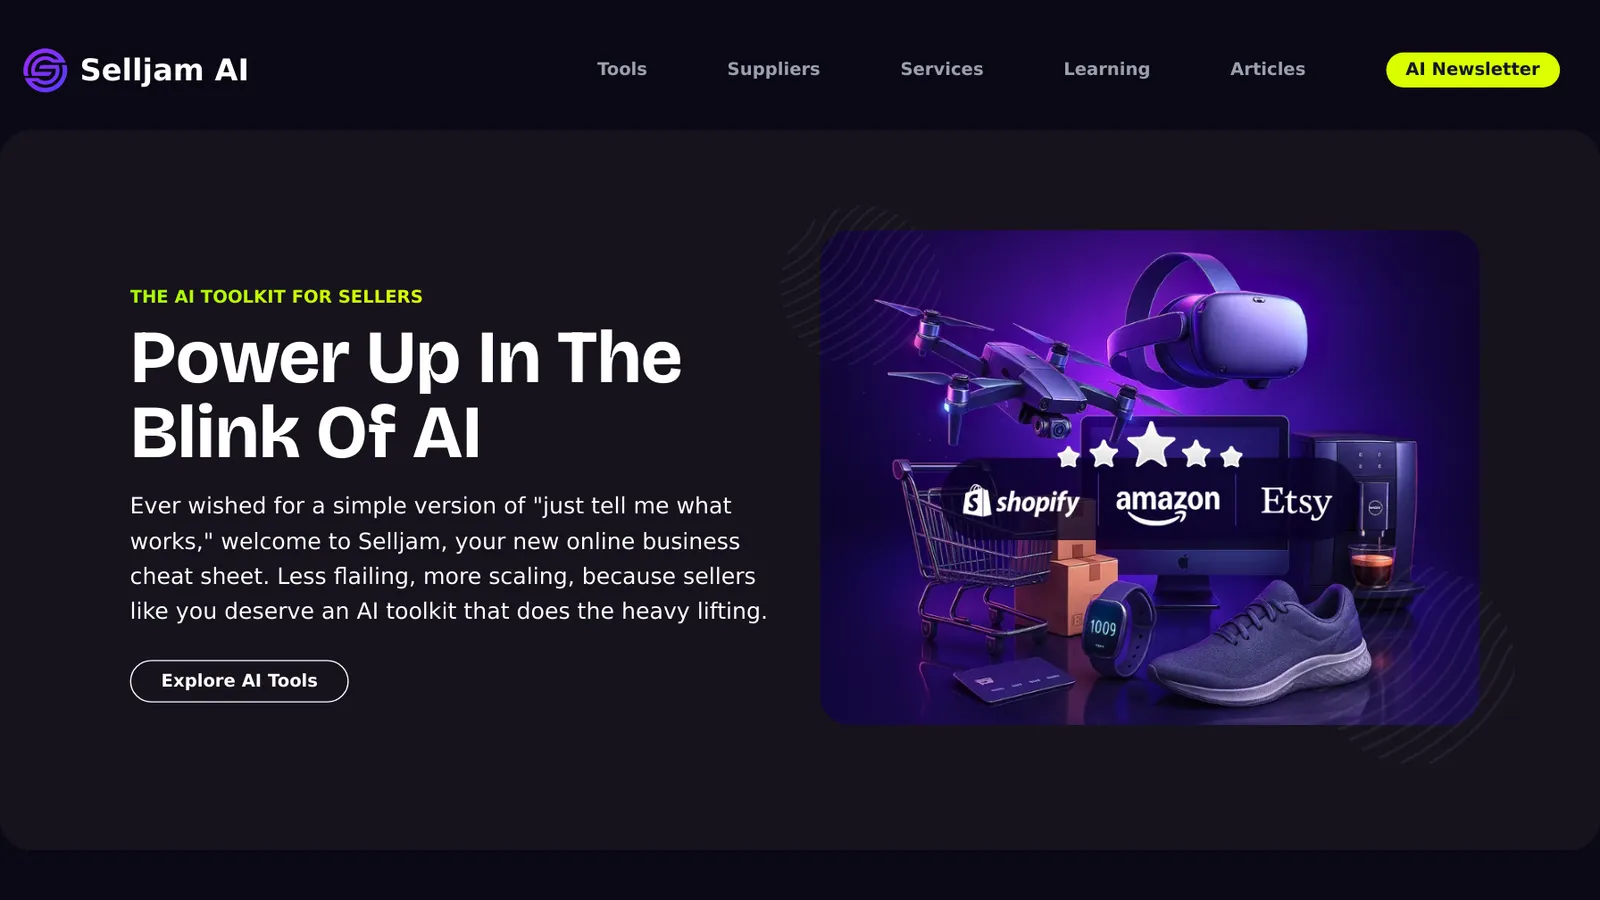 Selljam AI
Tools
Suppliers
Services
Learning
Articles
AI Newsletter
THE AI TOOLKIT FOR SELLERS
Power Up In The
Blink Of AI
Ever wished for a simple version of "just tell me what
works," welcome to Selljam, your new online business
cheat sheet. Less flailing, more scaling, because sellers
like you deserve an AI toolkit that does the heavy lifting.
Explore AI Tools
shopify
amazon
Etsy
1009